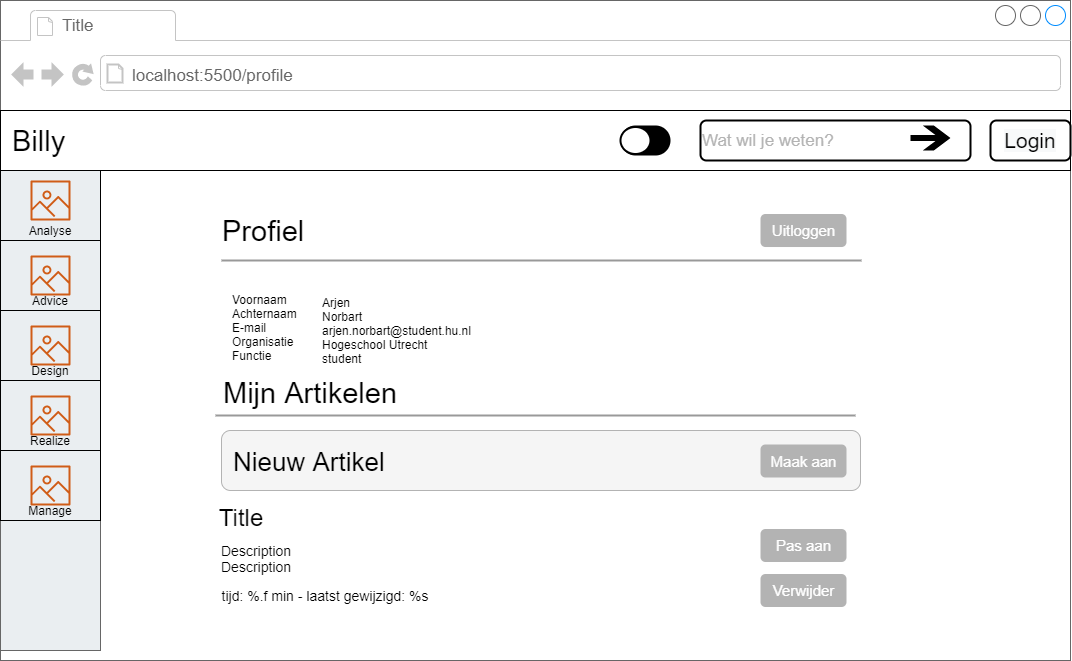 Title
localhost:5500/profile
Billy
Wat wil je weten?
Login
Analyse
Advice
Design
Realize
Manage
Profiel
Uitloggen
Voornaam Arjen
Achternaam Norbart
E-mail arjen.norbart@student.hu.nl
Organisatie Hogeschool Utrecht
Functie student
Mijn Artikelen
Nieuw Artikel
Maak aan
Title
Description
Description
tijd: %.f min - laatst gewijzigd: %s
Pas aan
Verwijder